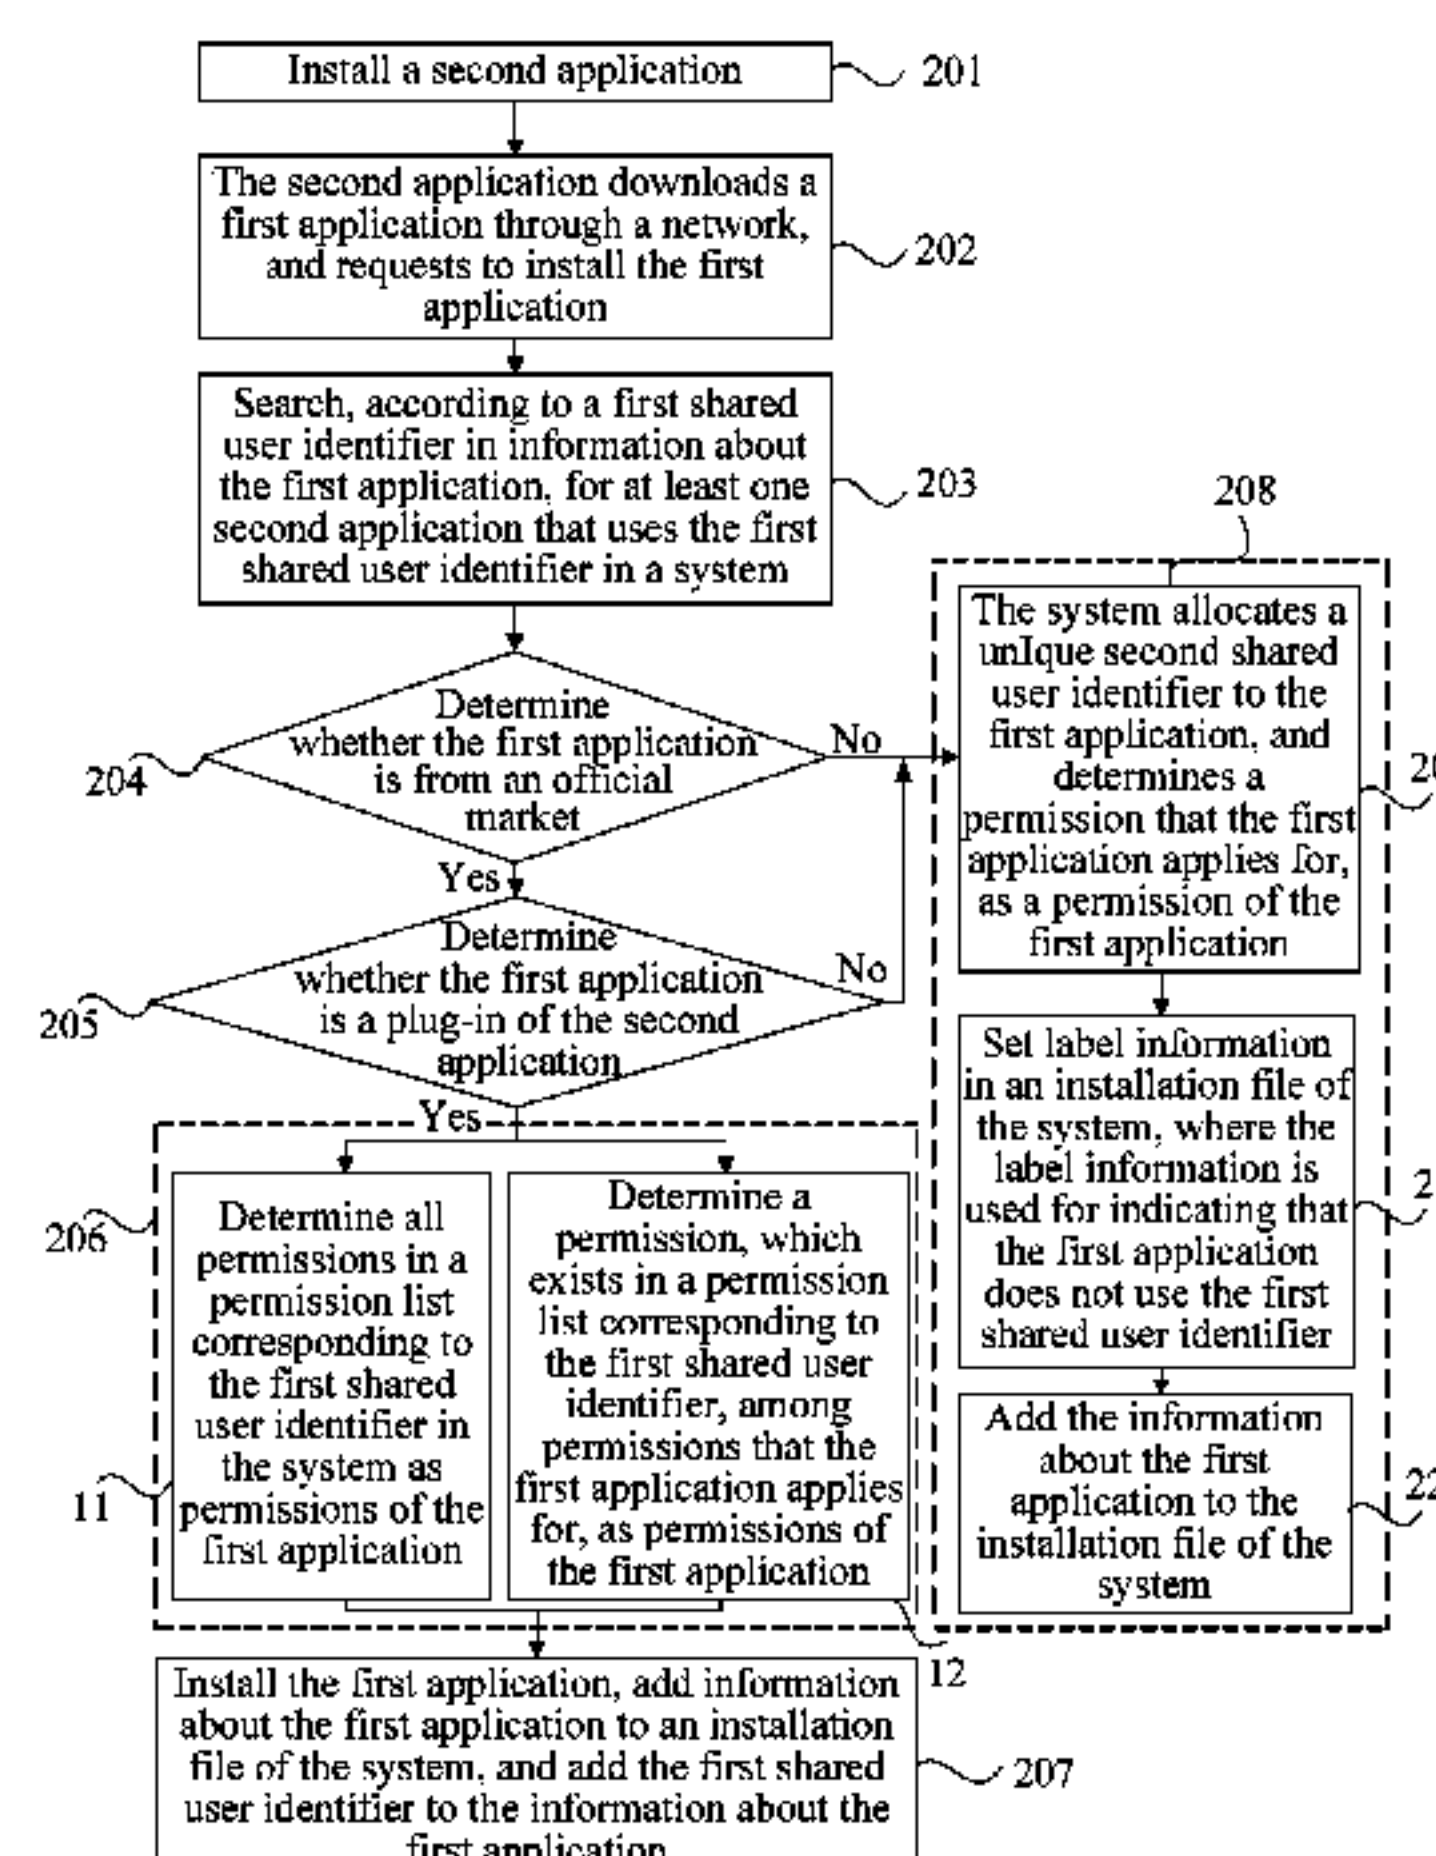 Install a second application
201
The second application downloads a
first application through a network,
and requests to install the first
application
202
Search, according to a first shared
user identifier in information about
the first application, for at least one
second application that uses the first
shared user identifier in a system
203
Determine
whether the first application
is from an official
market
204
No
Yes
Determine
whether the first application
is a plug-in of the second
application
205
No
Yes
206
Determine all
permissions in a
permission list
corresponding to
the first shared
user identifier in
the system as
permissions of the
first application
11
Determine a
permission, which
exists in a permission
list corresponding to
the first shared user
identifier, among
permissions that the
first application applies
for, as permissions of
the first application
12
Install the first application, add information
about the first application to an installation
file of the system, and add the first shared
user identifier to the information about the
first application
207
208
The system allocates a
unIque second shared
user identifier to the
first application, and
determines a
permission that the first
application applies for,
as a permission of the
first application
Set label information
in an installation file of
the system, where the
label information is
used for indicating that
the first application
does not use the first
shared user identifier
Add the information
about the first
application to the
installation file of the
system